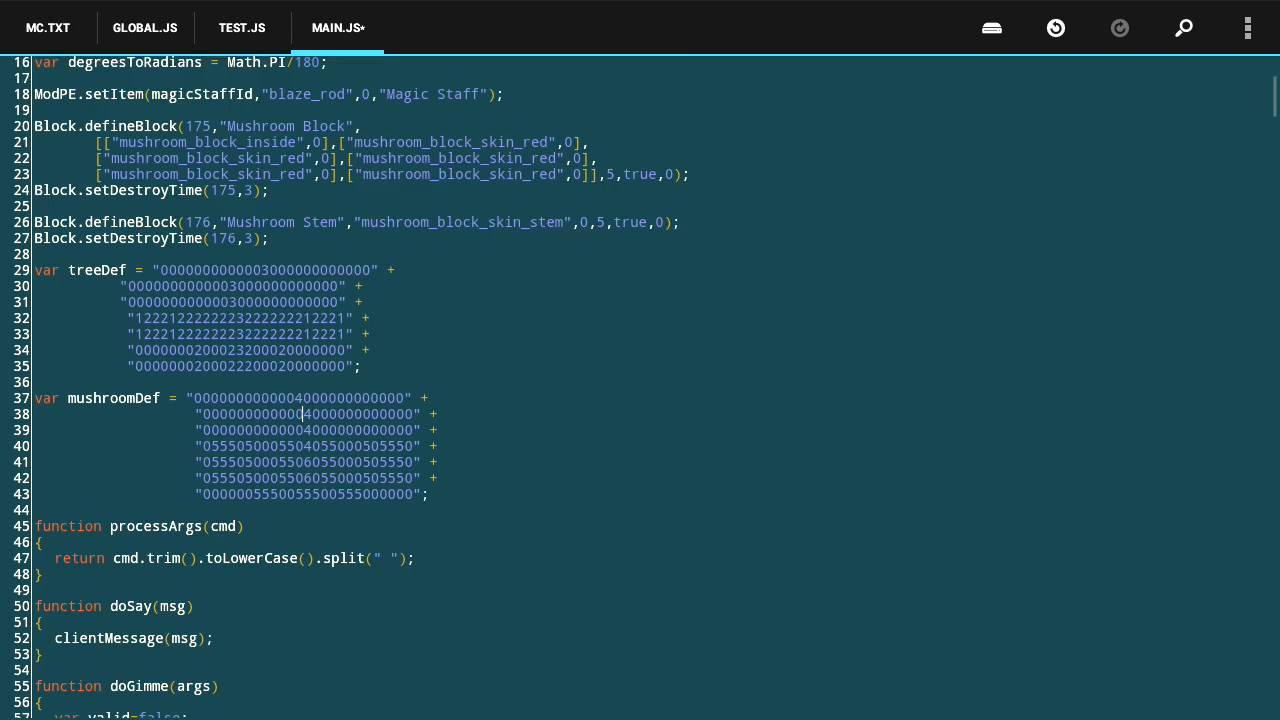 MC.TXT GLOBAL.JS TEST.JS MAIN.JS*
16 var degreesToRadians = Math.PI/180;
17
18 ModPE.setItem(magicStaffId,"blaze_rod",0,"Magic Staff");
19
20 Block.defineBlock(175,"Mushroom Block",
21 [["mushroom_block_inside",0],["mushroom_block_skin_red",0],
22 ["mushroom_block_skin_red",0],["mushroom_block_skin_red",0],
23 ["mushroom_block_skin_red",0],["mushroom_block_skin_red",0]],5,true,0);
24 Block.setDestroyTime(175,3);
25
26 Block.defineBlock(176,"Mushroom Stem","mushroom_block_skin_stem",0,5,true,0);
27 Block.setDestroyTime(176,3);
28
29 var treeDef = "0000000000003000000000000" +
30 "0000000000003000000000000" +
31 "0000000000003000000000000" +
32 "1222122222223222222212221" +
33 "1222122222223222222212221" +
34 "0000000200023200020000000" +
35 "0000000200022200020000000";
36
37 var mushroomDef = "0000000000004000000000000" +
38 "0000000000004000000000000" +
39 "0000000000004000000000000" +
40 "0555050005504055000505550" +
41 "0555050005506055000505550" +
42 "0555050005506055000505550" +
43 "0000005550055500555000000";
44
45 function processArgs(cmd)
46 {
47 return cmd.trim().toLowerCase().split(" ");
48 }
49
50 function doSay(msg)
51 {
52 clientMessage(msg);
53 }
54
55 function doGimme(args)
56 {
57 var valid=false;